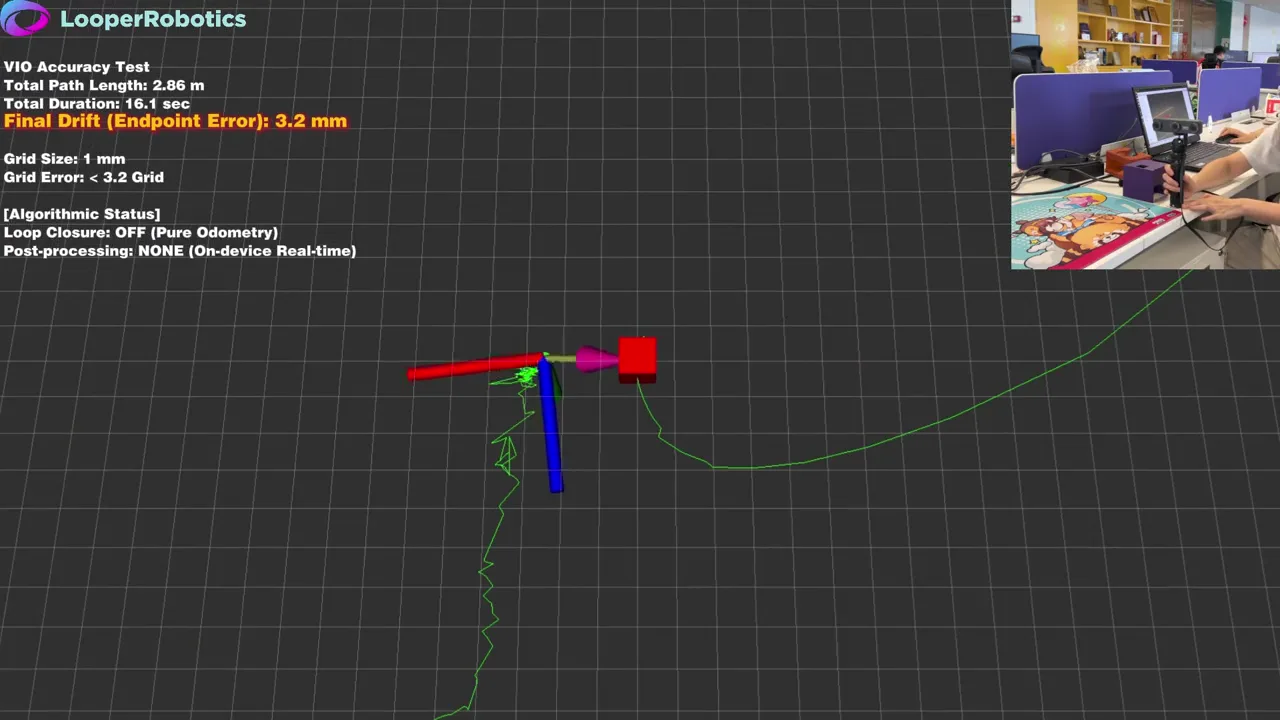 LooperRobotics
VIO Accuracy Test
Total Path Length: 2.86 m
Total Duration: 16.1 sec
Final Drift (Endpoint Error): 3.2 mm
Grid Size: 1 mm
Grid Error: < 3.2 Grid
[Algorithmic Status]
Loop Closure: OFF (Pure Odometry)
Post-processing: NONE (On-device Real-time)